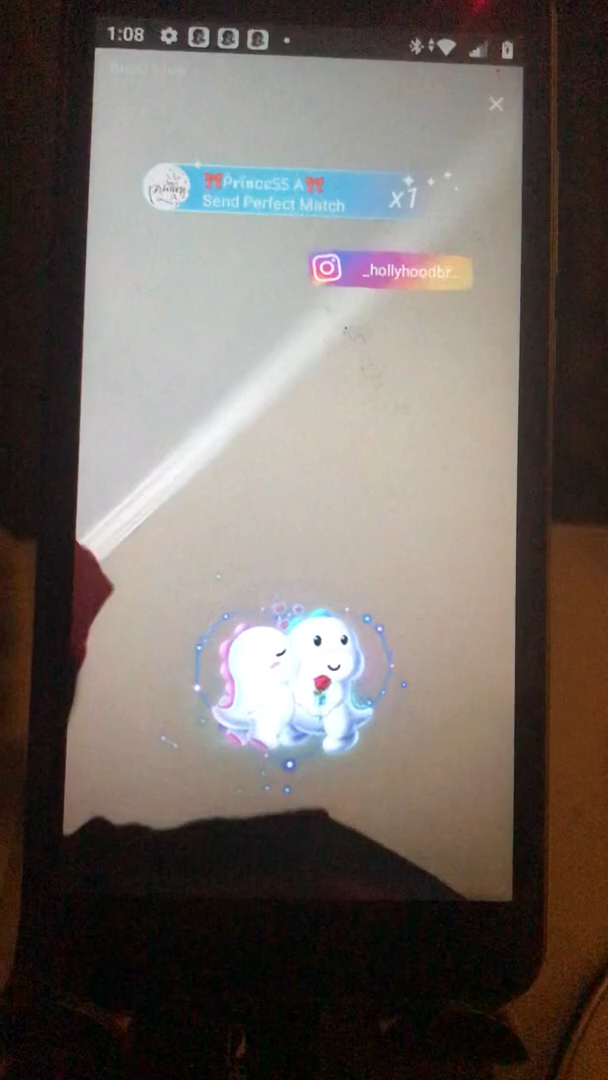 1:08
🎀PrinceSS A🎀
Send Perfect Match
x1
_hollyhoodbr...